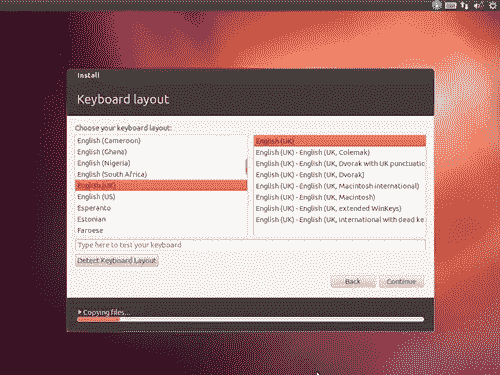 Install
Keyboard layout
Choose your keyboard layout:
English (Cameroon)
English (Ghana)
English (Nigeria)
English (South Africa)
English (UK)
English (US)
Esperanto
Estonian
Faroese
English (UK)
English (UK) - English (UK, Colemak)
English (UK) - English (UK, Dvorak with UK punctuatio
English (UK) - English (UK, Dvorak)
English (UK) - English (UK, Macintosh international)
English (UK) - English (UK, Macintosh)
English (UK) - English (UK, extended WinKeys)
English (UK) - English (UK, international with dead ke
Type here to test your keyboard
Detect Keyboard Layout
Back
Continue
Copying files...